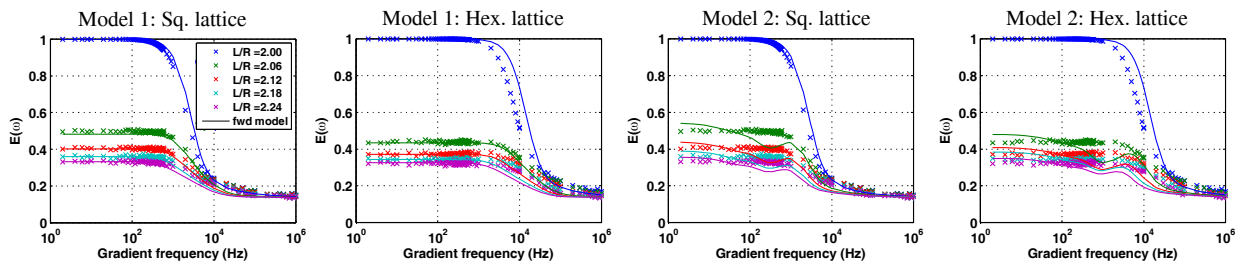 Model 1: Sq. lattice
E(ω)
1
0.8
0.6
0.4
0.2
0
L/R =2.00
L/R =2.06
L/R =2.12
L/R =2.18
L/R =2.24
fwd model
10^0 10^2 10^4 10^6
Gradient frequency (Hz)
Model 1: Hex. lattice
E(ω)
1
0.8
0.6
0.4
0.2
0
10^0 10^2 10^4 10^6
Gradient frequency (Hz)
Model 2: Sq. lattice
E(ω)
1
0.8
0.6
0.4
0.2
0
10^0 10^2 10^4 10^6
Gradient frequency (Hz)
Model 2: Hex. lattice
E(ω)
1
0.8
0.6
0.4
0.2
0
10^0 10^2 10^4 10^6
Gradient frequency (Hz)